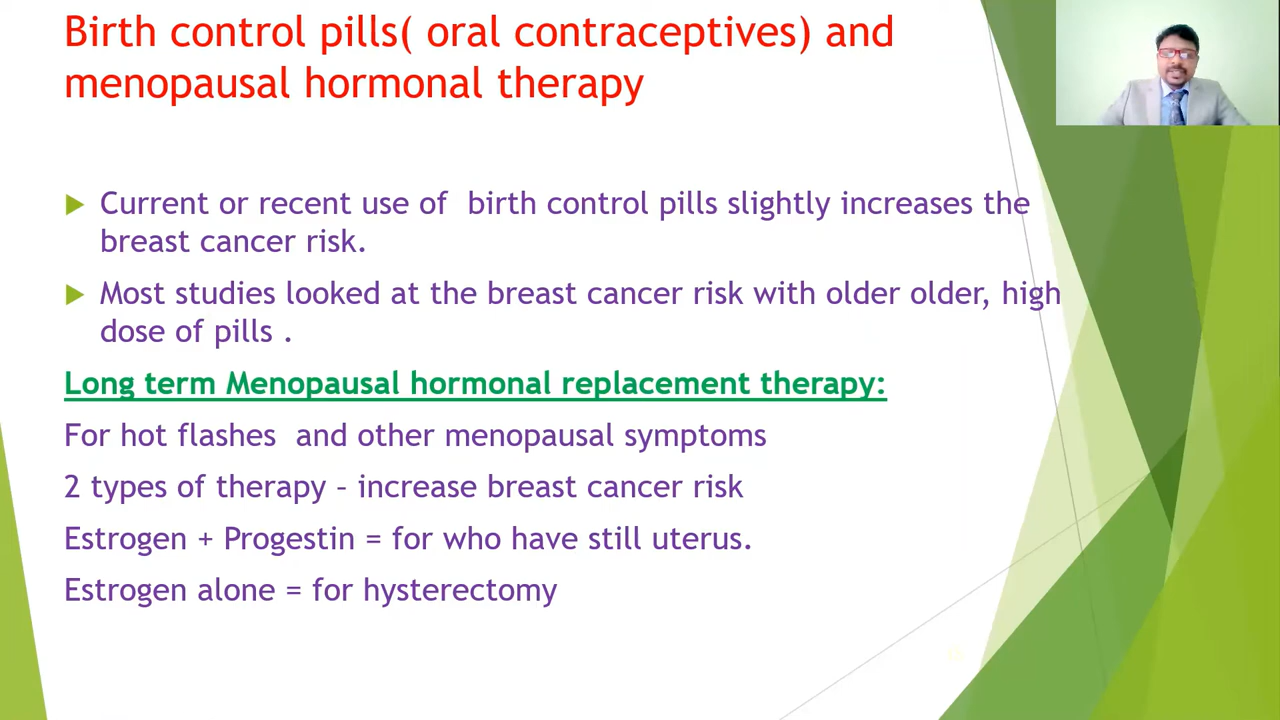 Birth control pills( oral contraceptives) and
menopausal hormonal therapy
Current or recent use of  birth control pills slightly increases the
breast cancer risk.
Most studies looked at the breast cancer risk with older older, high
dose of pills .
Long term Menopausal hormonal replacement therapy:
For hot flashes  and other menopausal symptoms
2 types of therapy – increase breast cancer risk
Estrogen + Progestin = for who have still uterus.
Estrogen alone = for hysterectomy